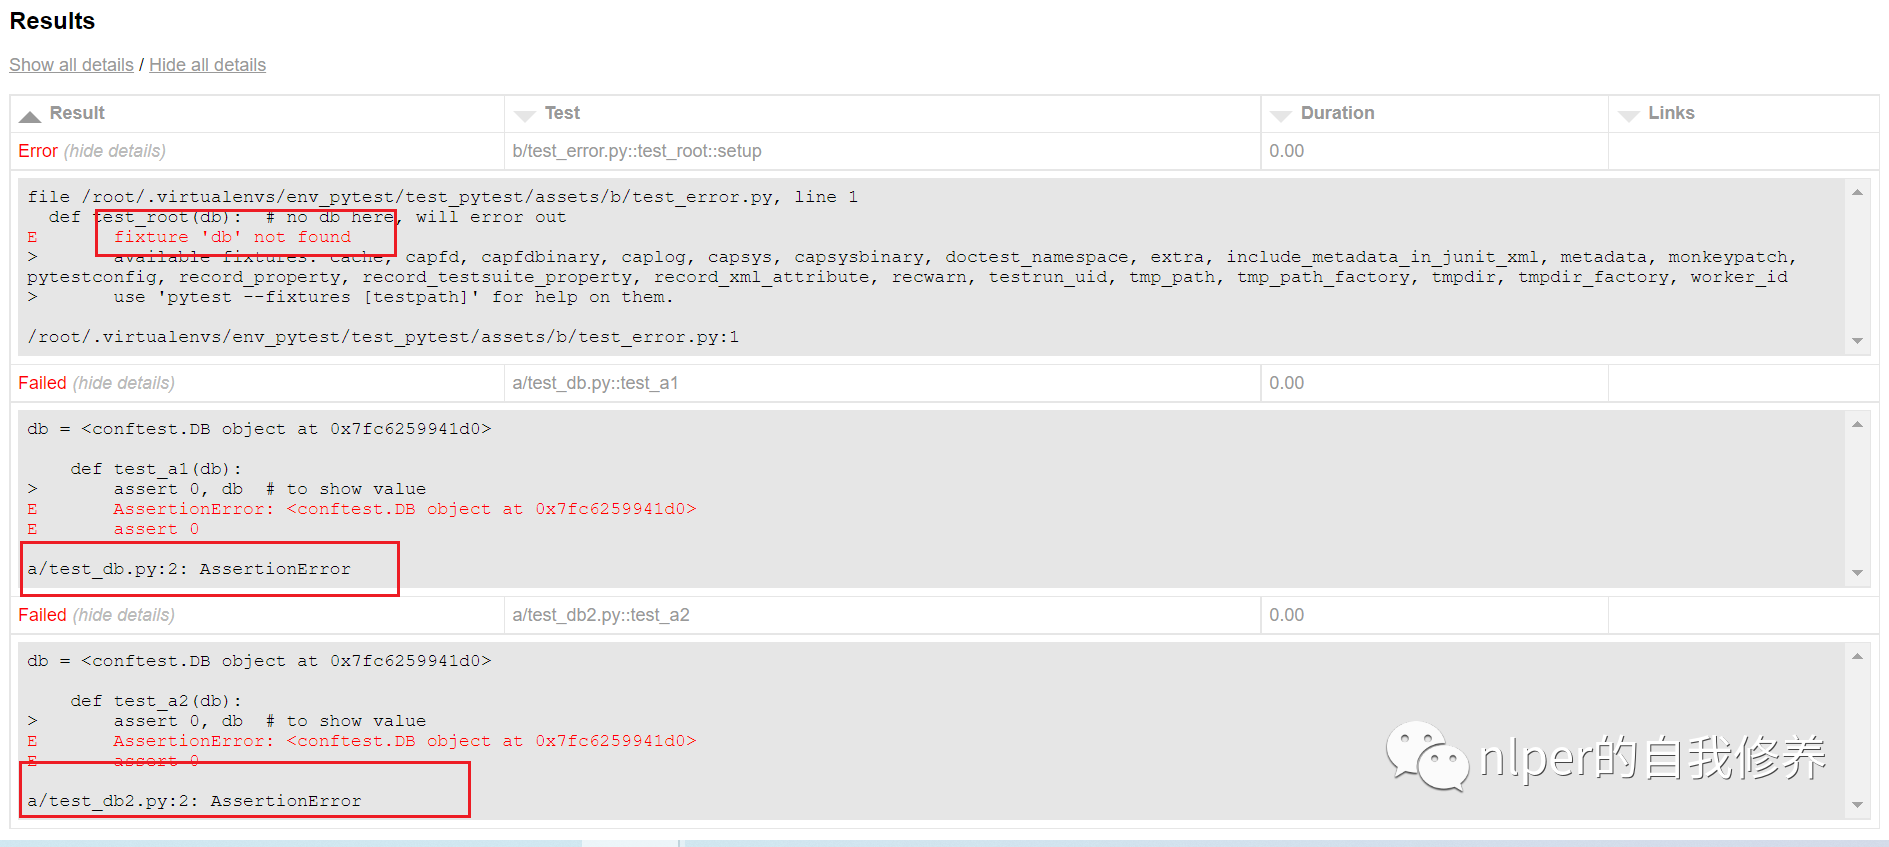 Results
Show all details / Hide all details
Result Test Duration Links
Error (hide details) b/test_error.py::test_root::setup 0.00
file /root/.virtualenvs/env_pytest/test_pytest/assets/b/test_error.py, line 1
def test_root(db):  # no db here, will error out
E       fixture 'db' not found
>       available fixtures: cache, capfd, capfdbinary, caplog, capsys, capsysbinary, doctest_namespace, extra, include_metadata_in_junit_xml, metadata, monkeypatch,
pytestconfig, record_property, record_testsuite_property, record_xml_attribute, recwarn, testrun_uid, tmp_path, tmp_path_factory, tmpdir, tmpdir_factory, worker_id
>       use 'pytest --fixtures [testpath]' for help on them.
/root/.virtualenvs/env_pytest/test_pytest/assets/b/test_error.py:1
Failed (hide details) a/test_db.py::test_a1 0.00
db = <conftest.DB object at 0x7fc6259941d0>
def test_a1(db):
>       assert 0, db  # to show value
E       AssertionError: <conftest.DB object at 0x7fc6259941d0>
E       assert 0
a/test_db.py:2: AssertionError
Failed (hide details) a/test_db2.py::test_a2 0.00
db = <conftest.DB object at 0x7fc6259941d0>
def test_a2(db):
>       assert 0, db  # to show value
E       AssertionError: <conftest.DB object at 0x7fc6259941d0>
E       assert 0
a/test_db2.py:2: AssertionError
nlper的自我修养